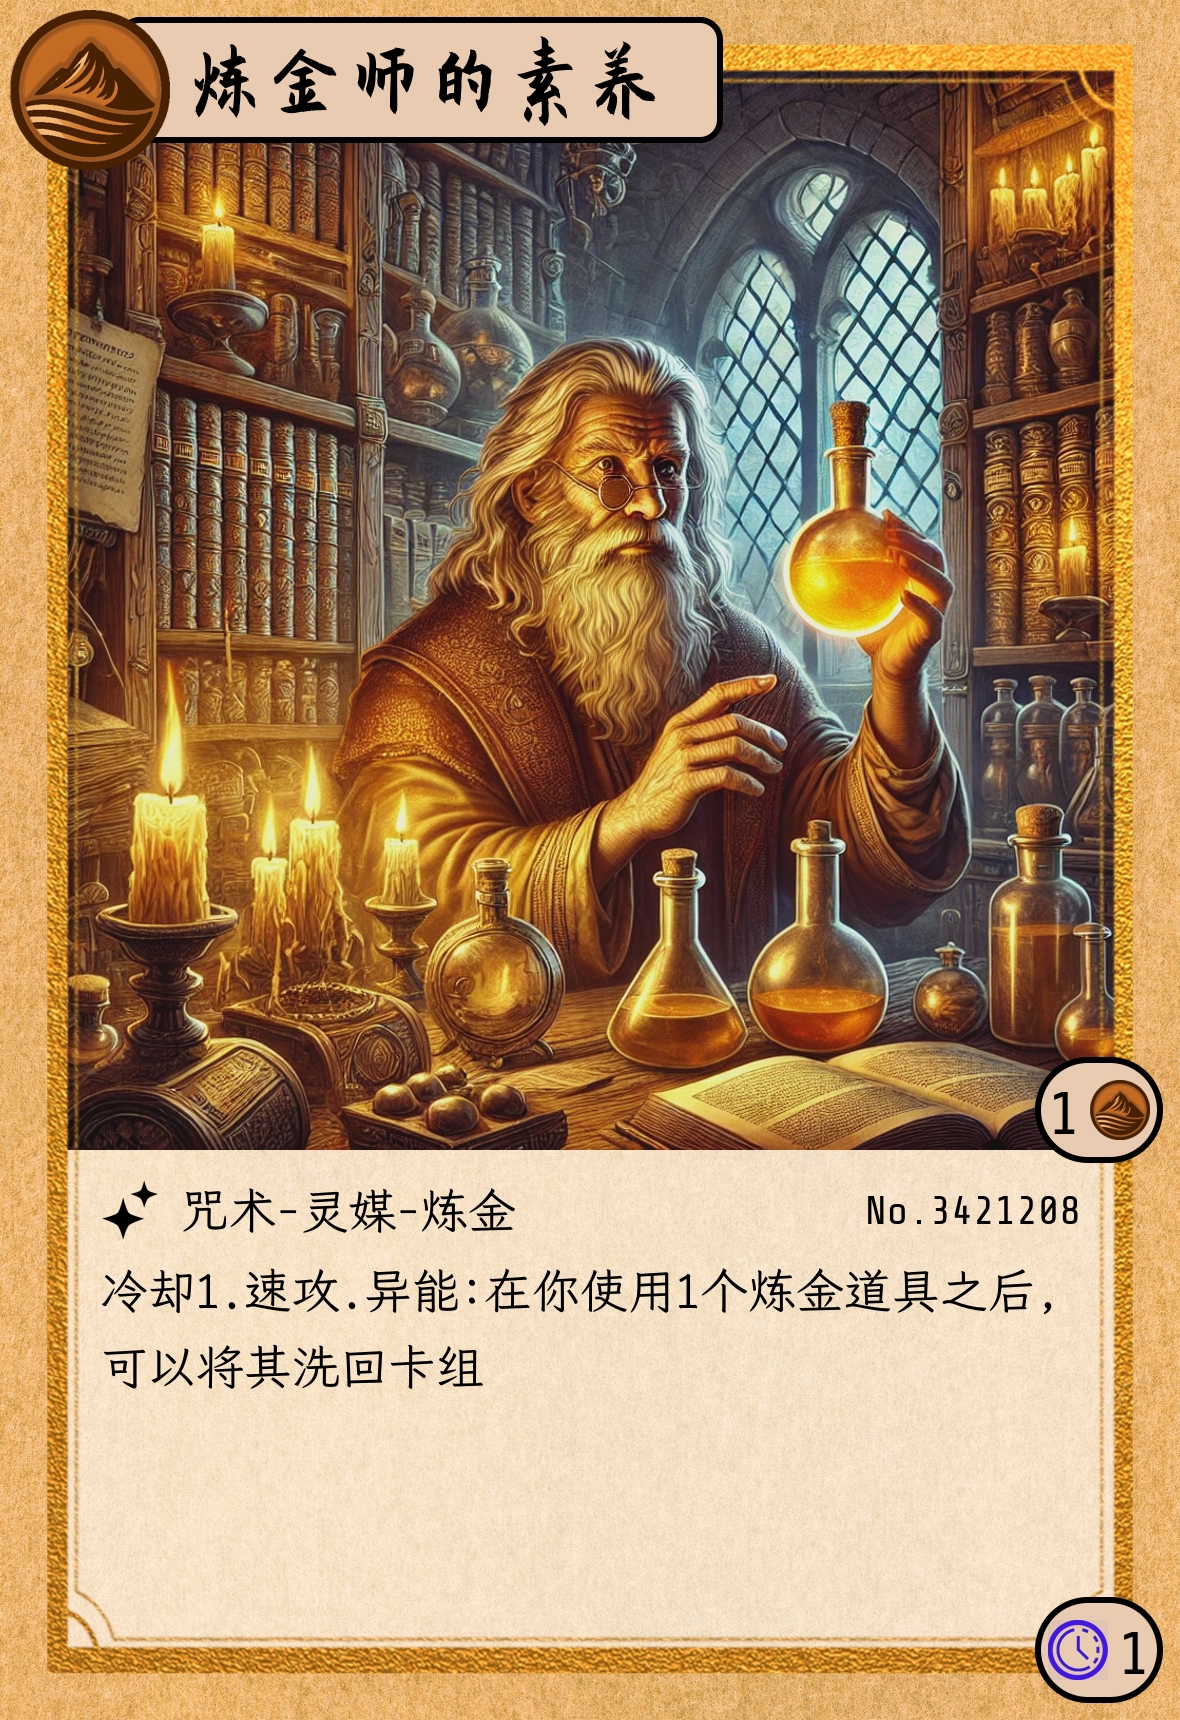 炼金师的素养
1
咒术-灵媒-炼金
No.3421208
冷却1.速攻.异能:在你使用1个炼金道具之后,
可以将其洗回卡组
1